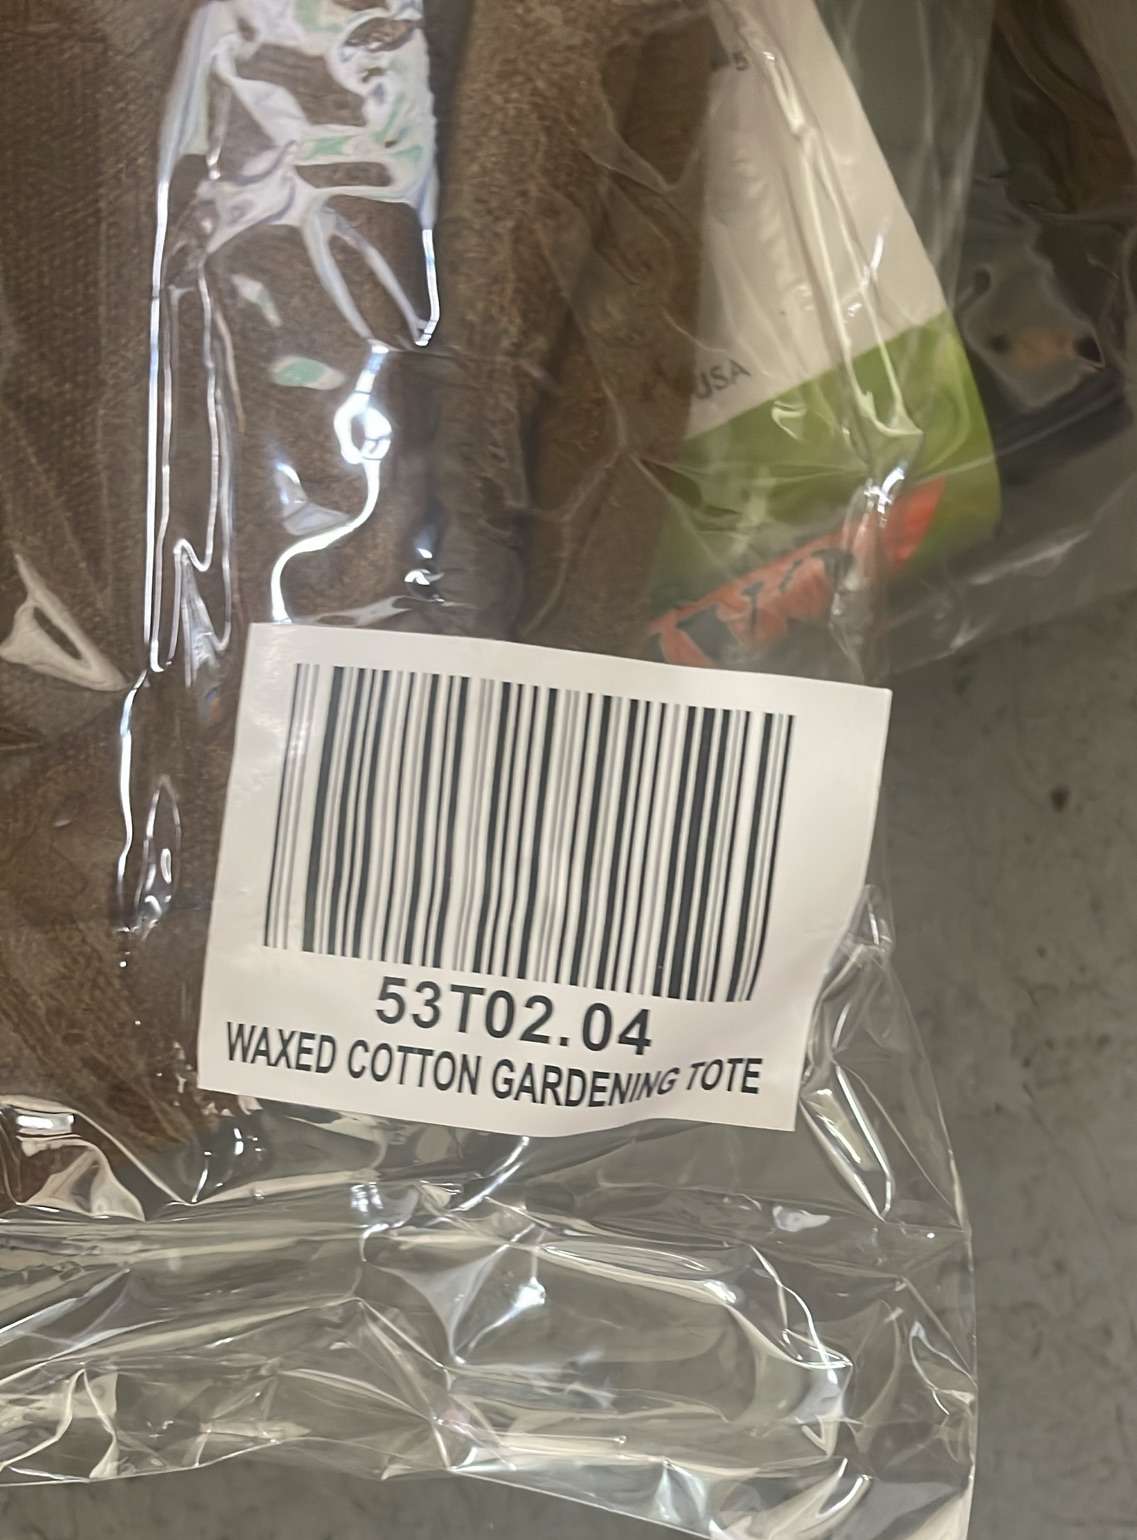 USA
53T02.04
WAXED COTTON GARDENING TOTE